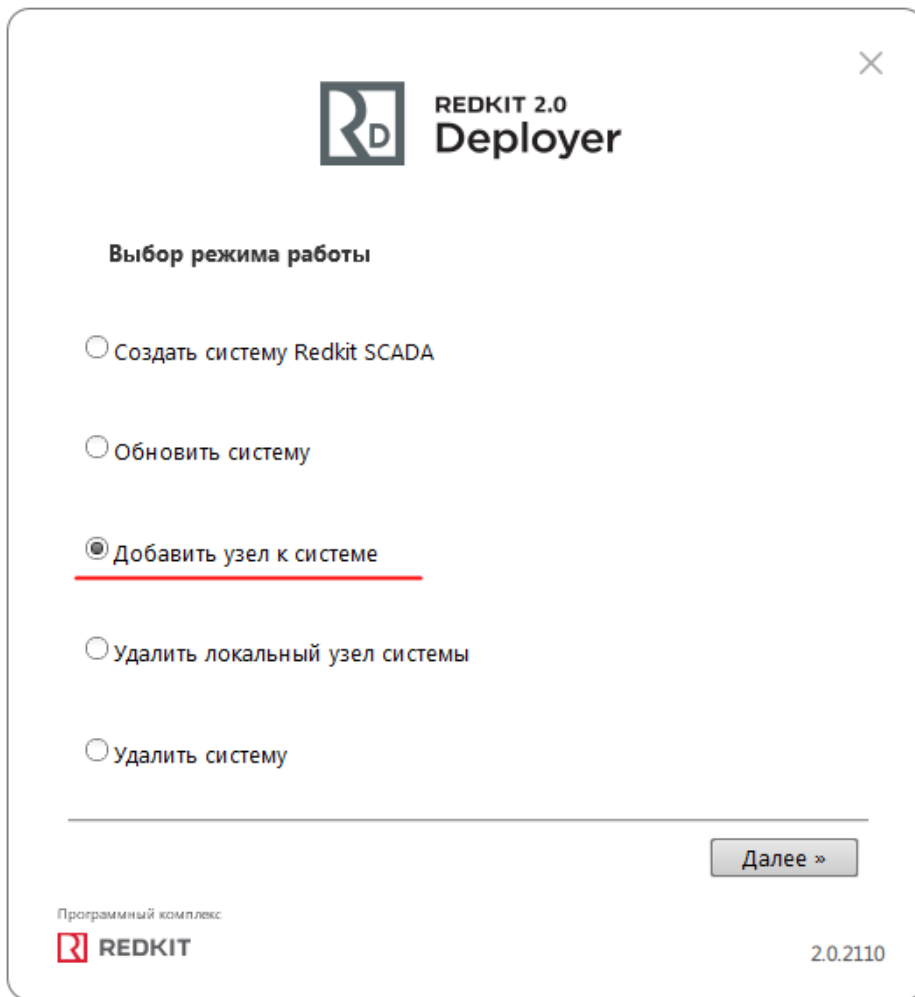 REDKIT 2.0
Deployer
Выбор режима работы
Создать систему Redkit SCADA
Обновить систему
Добавить узел к системе
Удалить локальный узел системы
Удалить систему
Далее »
Программный комплекс
REDKIT
2.0.2110